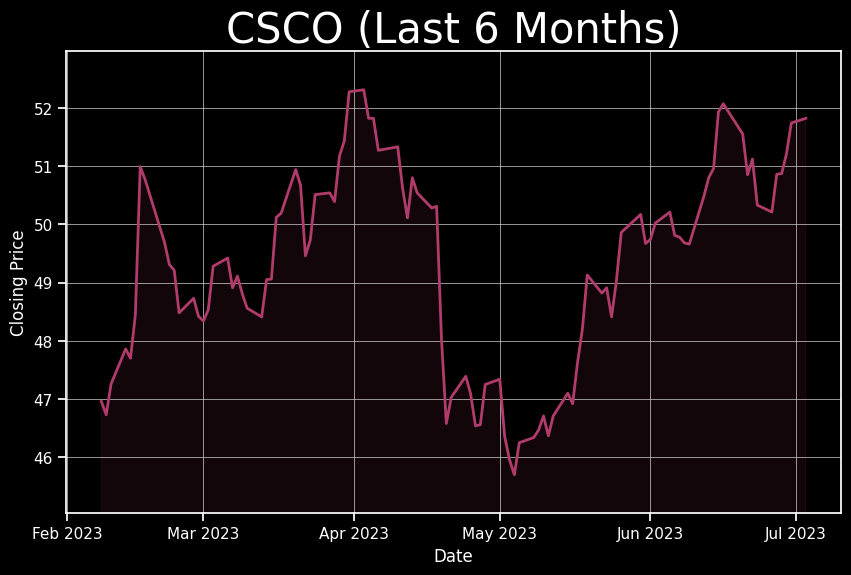 CSCO (Last 6 Months)
Closing Price
52
51
50
49
48
47
46
Feb 2023 Mar 2023 Apr 2023 May 2023 Jun 2023 Jul 2023
Date